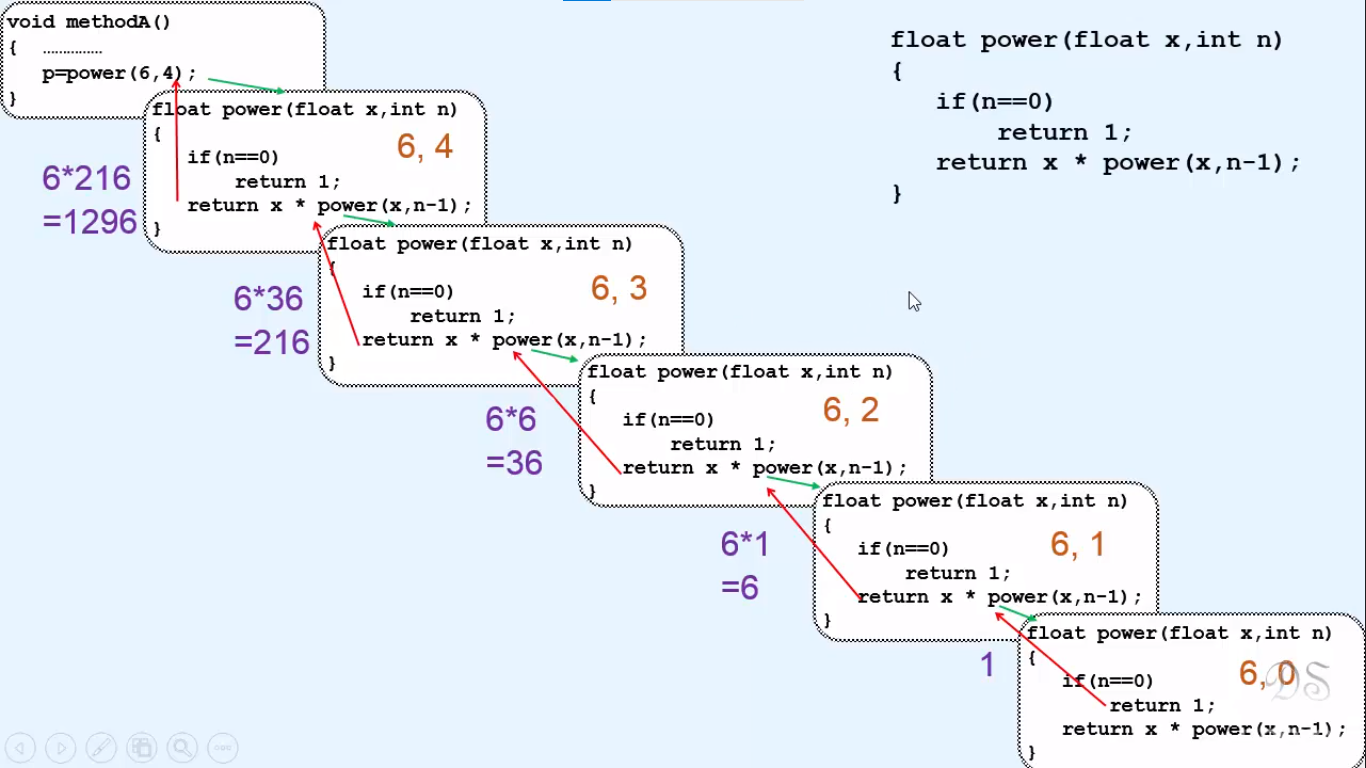 void methodA()
{ ...............
p=power(6,4);
}
float power(float x,int n)
{
if(n==0)
return 1;
return x * power(x,n-1);
}
6, 4
6*216
=1296
float power(float x,int n)
{
if(n==0)
return 1;
return x * power(x,n-1);
}
6, 3
6*36
=216
float power(float x,int n)
{
if(n==0)
return 1;
return x * power(x,n-1);
}
6, 2
6*6
=36
float power(float x,int n)
{
if(n==0)
return 1;
return x * power(x,n-1);
}
6, 1
6*1
=6
float power(float x,int n)
{
if(n==0)
return 1;
return x * power(x,n-1);
}
6, 0
1
DS
float power(float x,int n)
{
if(n==0)
return 1;
return x * power(x,n-1);
}